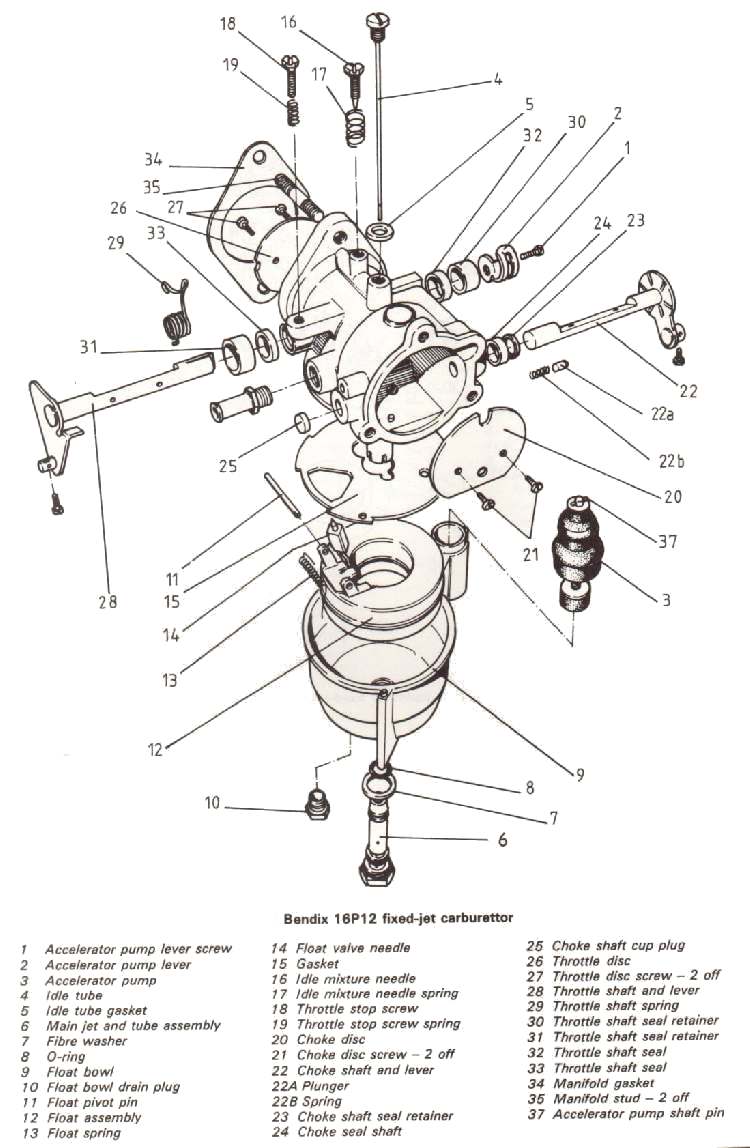 18
16
19
17
4
5
2
32
30
1
34
35
27
26
33
24
23
29
31
22
22a
25
22b
20
28
11
15
14
13
12
21
37
3
10
8
9
7
6
Bendix 16P12 fixed-jet carburettor
1 Accelerator pump lever screw
2 Accelerator pump lever
3 Accelerator pump
4 Idle tube
5 Idle tube gasket
6 Main jet and tube assembly
7 Fibre washer
8 O-ring
9 Float bowl
10 Float bowl drain plug
11 Float pivot pin
12 Float assembly
13 Float spring
14 Float valve needle
15 Gasket
16 Idle mixture needle
17 Idle mixture needle spring
18 Throttle stop screw
19 Throttle stop screw spring
20 Choke disc
21 Choke disc screw – 2 off
22 Choke shaft and lever
22A Plunger
22B Spring
23 Choke shaft seal retainer
24 Choke seal shaft
25 Choke shaft cup plug
26 Throttle disc
27 Throttle disc screw – 2 off
28 Throttle shaft and lever
29 Throttle shaft spring
30 Throttle shaft seal retainer
31 Throttle shaft seal retainer
32 Throttle shaft seal
33 Throttle shaft seal
34 Manifold gasket
35 Manifold stud – 2 off
37 Accelerator pump shaft pin